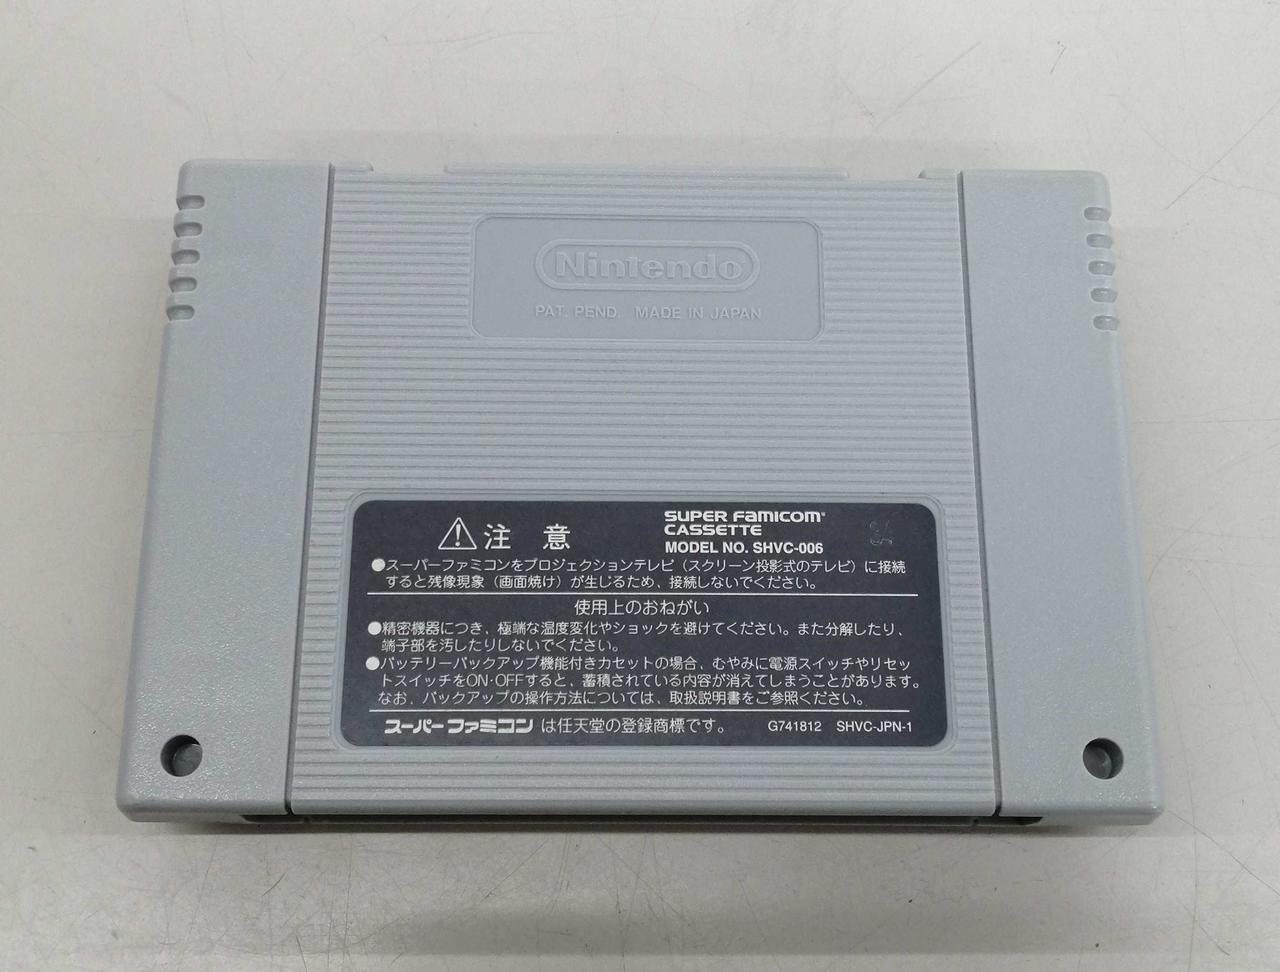 Nintendo
PAT. PEND. MADE IN JAPAN
注 意
SUPER FAMICOM
CASSETTE
MODEL NO. SHVC-006
●スーパーファミコンをプロジェクションテレビ（スクリーン投影式のテレビ）に接続
すると残像現象（画面焼け）が生じるため、接続しないでください。
使用上のおねがい
●精密機器につき、極端な温度変化やショックを避けてください。また分解したり、
端子部を汚したりしないでください。
●バッテリーバックアップ機能付きカセットの場合、むやみに電源スイッチやリセッ
トスイッチをON・OFFすると、蓄積されている内容が消えてしまうことがあります。
なお、バックアップの操作方法については、取扱説明書をご参照ください。
スーパーファミコン は任天堂の登録商標です。 G741812 SHVC-JPN-1